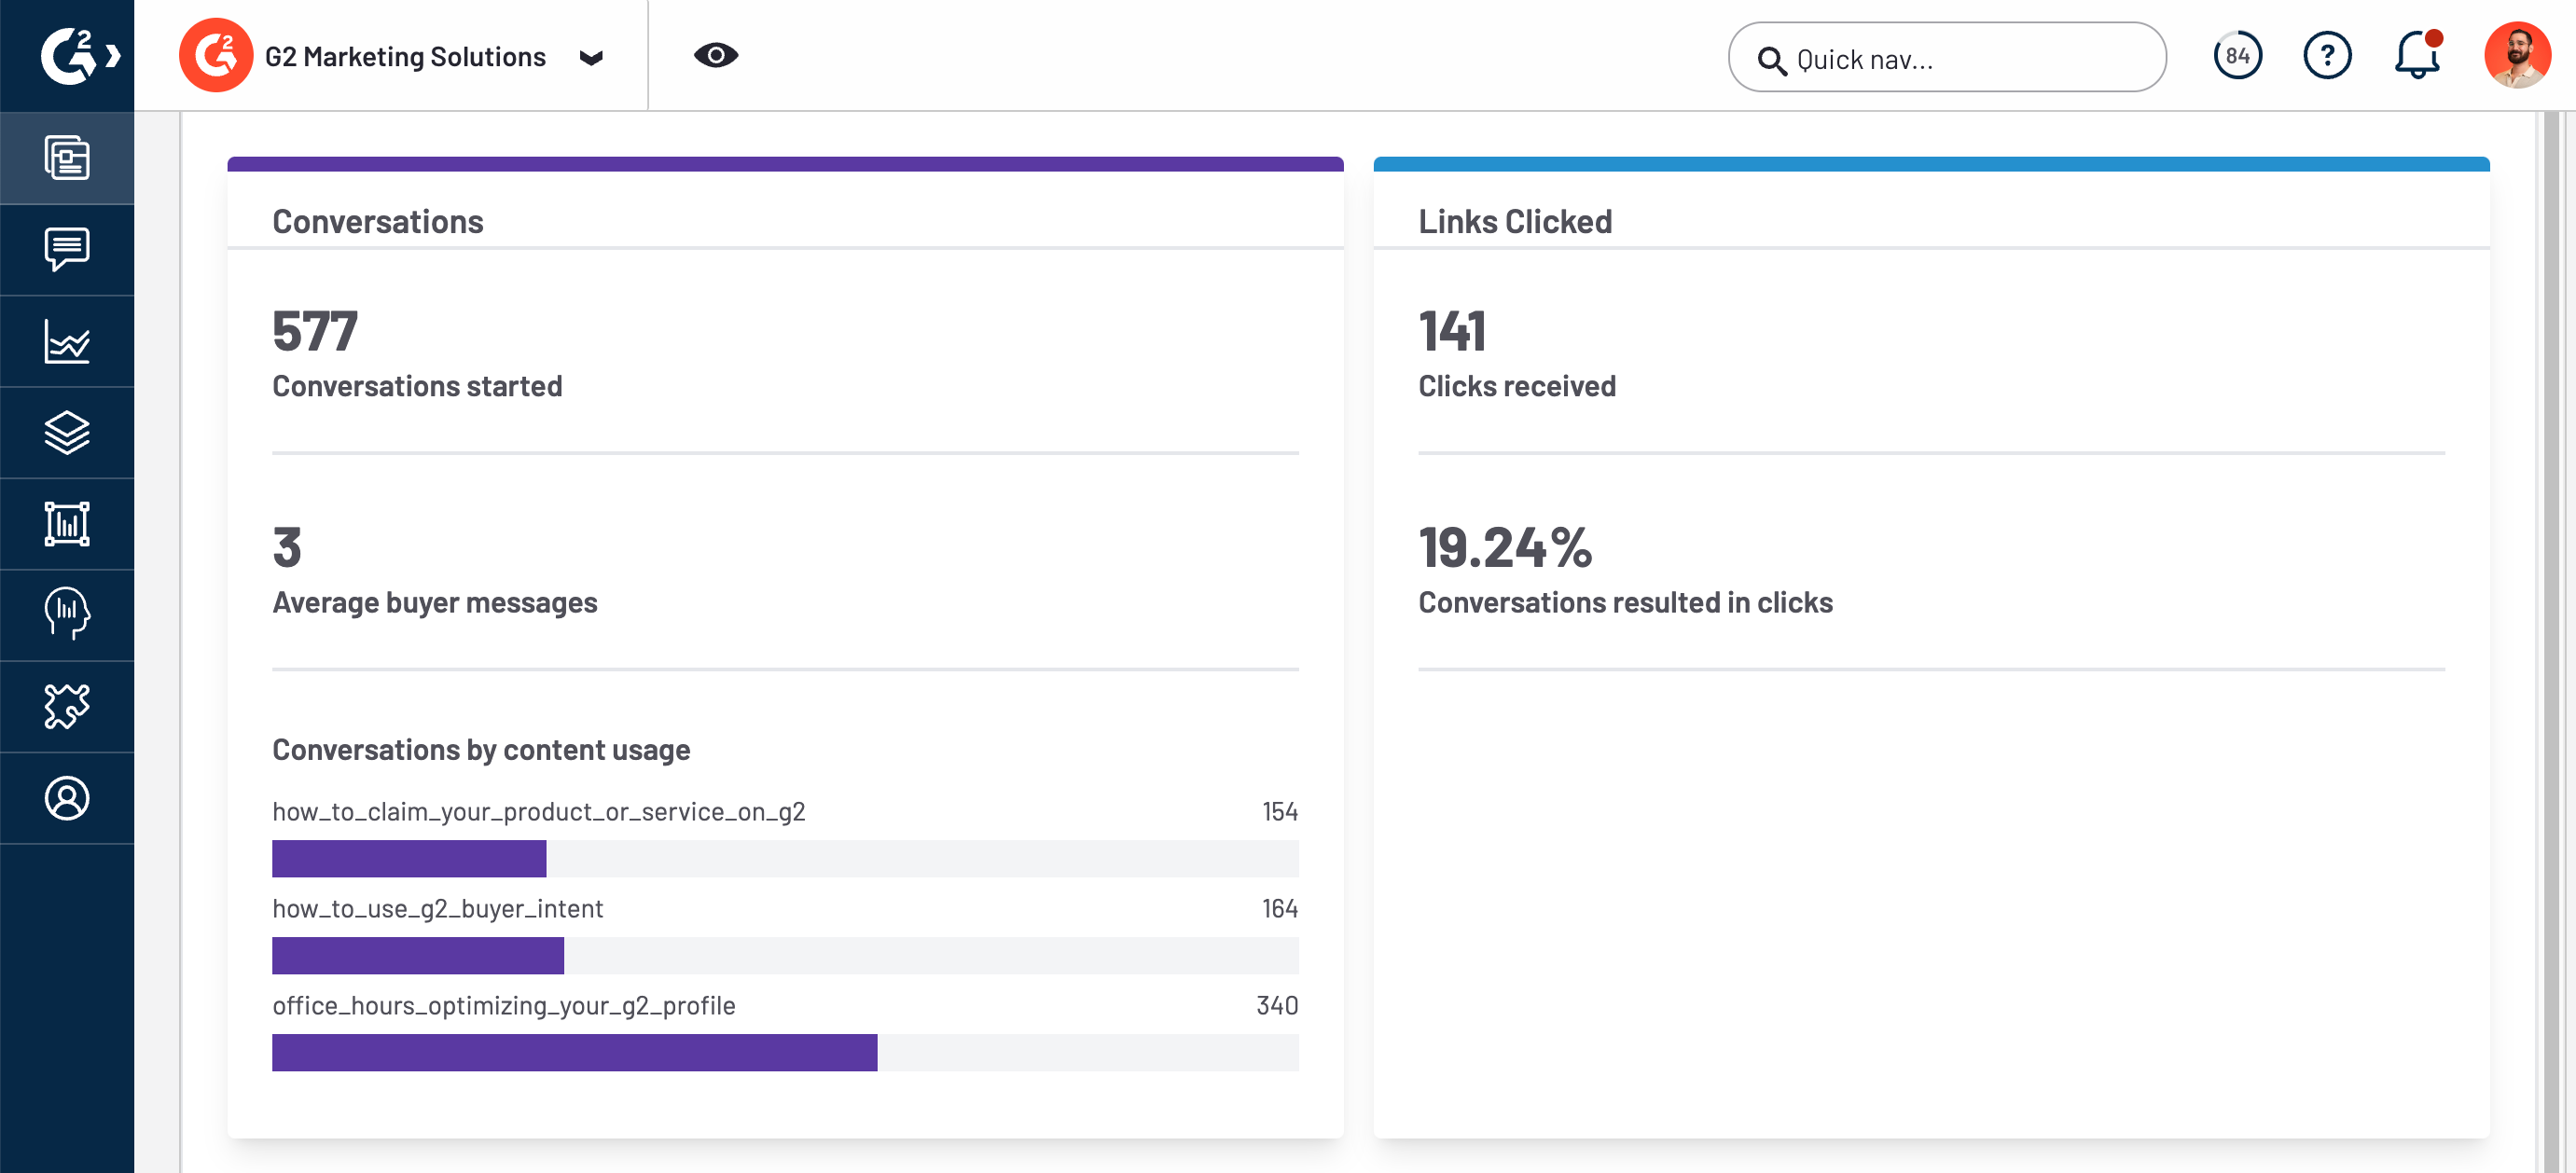 G2 Marketing Solutions
Quick nav...
84
?
Conversations
577
Conversations started
3
Average buyer messages
Conversations by content usage
how_to_claim_your_product_or_service_on_g2 154
how_to_use_g2_buyer_intent 164
office_hours_optimizing_your_g2_profile 340
Links Clicked
141
Clicks received
19.24%
Conversations resulted in clicks